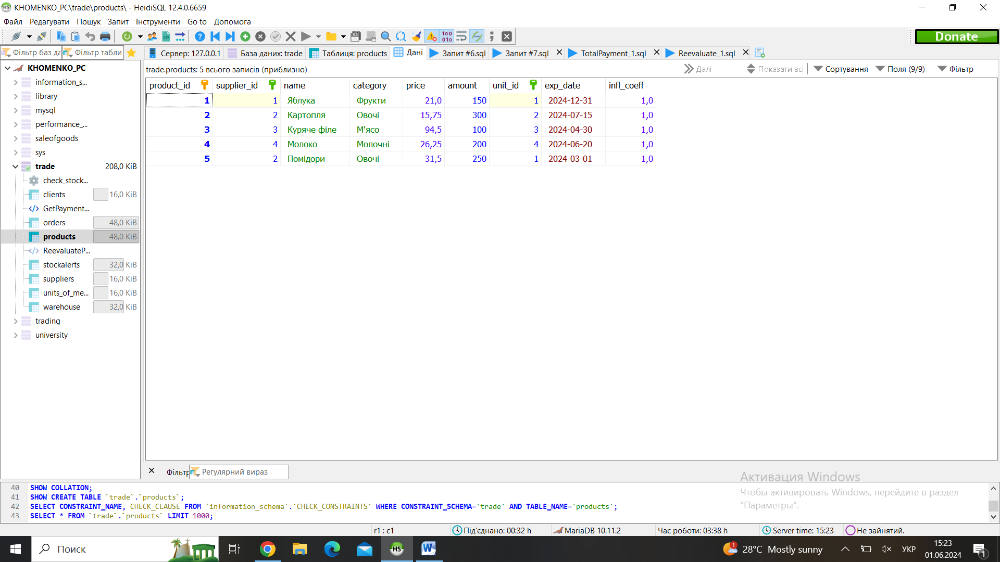 KHOMENKO_PC\trade\products\ - HeidiSQL 12.4.0.6659
Файл Редагувати Пошук Запит Інструменти Go to Допомога
Donate
Фільтр баз да Фільтр табли Сервер: 127.0.0.1 База даних: trade Таблиця: products Дані Запит #6.sql Запит #7.sql TotalPayment_1.sql Reevaluate_1.sql
trade.products: 5 всього записів (приблизно) Далі Показати всі Сортування Поля (9/9) Фільтр
product_id supplier_id name category price amount unit_id exp_date infl_coeff
1 1 Яблука Фрукти 21,0 150 1 2024-12-31 1,0
2 2 Картопля Овочі 15,75 300 2 2024-07-15 1,0
3 3 Куряче філе М'ясо 94,5 100 3 2024-04-30 1,0
4 4 Молоко Молочні 26,25 200 4 2024-06-20 1,0
5 2 Помідори Овочі 31,5 250 1 2024-03-01 1,0
KHOMENKO_PC
information_s...
library
mysql
performance_...
saleofgoods
sys
trade 208,0 KiB
check_stock...
clients 16,0 KiB
GetPayment...
orders 48,0 KiB
products 48,0 KiB
ReevaluateP...
stockalerts 32,0 KiB
suppliers 16,0 KiB
units_of_me... 16,0 KiB
warehouse 32,0 KiB
trading
university
Фільтр Регулярний вираз
40 SHOW COLLATION;
41 SHOW CREATE TABLE `trade`.`products`;
42 SELECT CONSTRAINT_NAME, CHECK_CLAUSE FROM `information_schema`.`CHECK_CONSTRAINTS` WHERE CONSTRAINT_SCHEMA='trade' AND TABLE_NAME='products';
43 SELECT * FROM `trade`.`products` LIMIT 1000;
Активация Windows
Чтобы активировать Windows, перейдите в раздел
"Параметры".
r1 : c1 Під'єднано: 00:32 h MariaDB 10.11.2 Час роботи: 03:38 h Server time: 15:23 Не зайнятий.
Поиск 28°C Mostly sunny УКР 15:23
01.06.2024